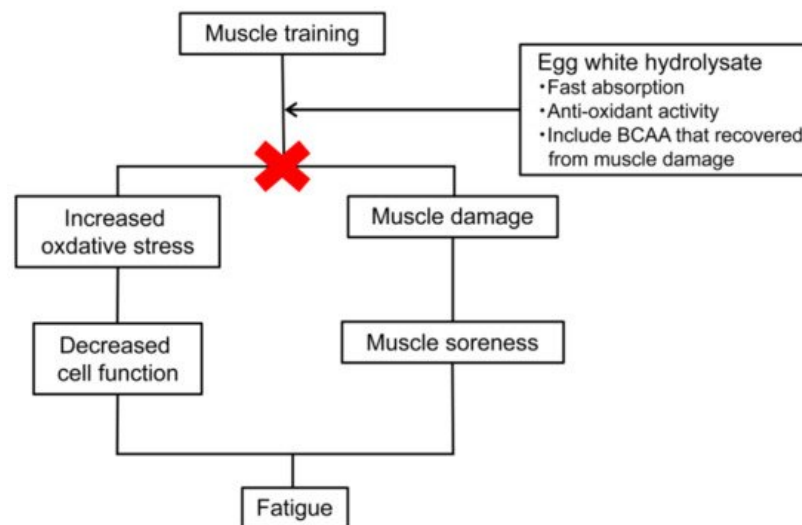 Muscle training
Egg white hydrolysate
・Fast absorption
・Anti-oxidant activity
・Include BCAA that recovered
from muscle damage
Increased
oxdative stress
Muscle damage
Decreased
cell function
Muscle soreness
Fatigue